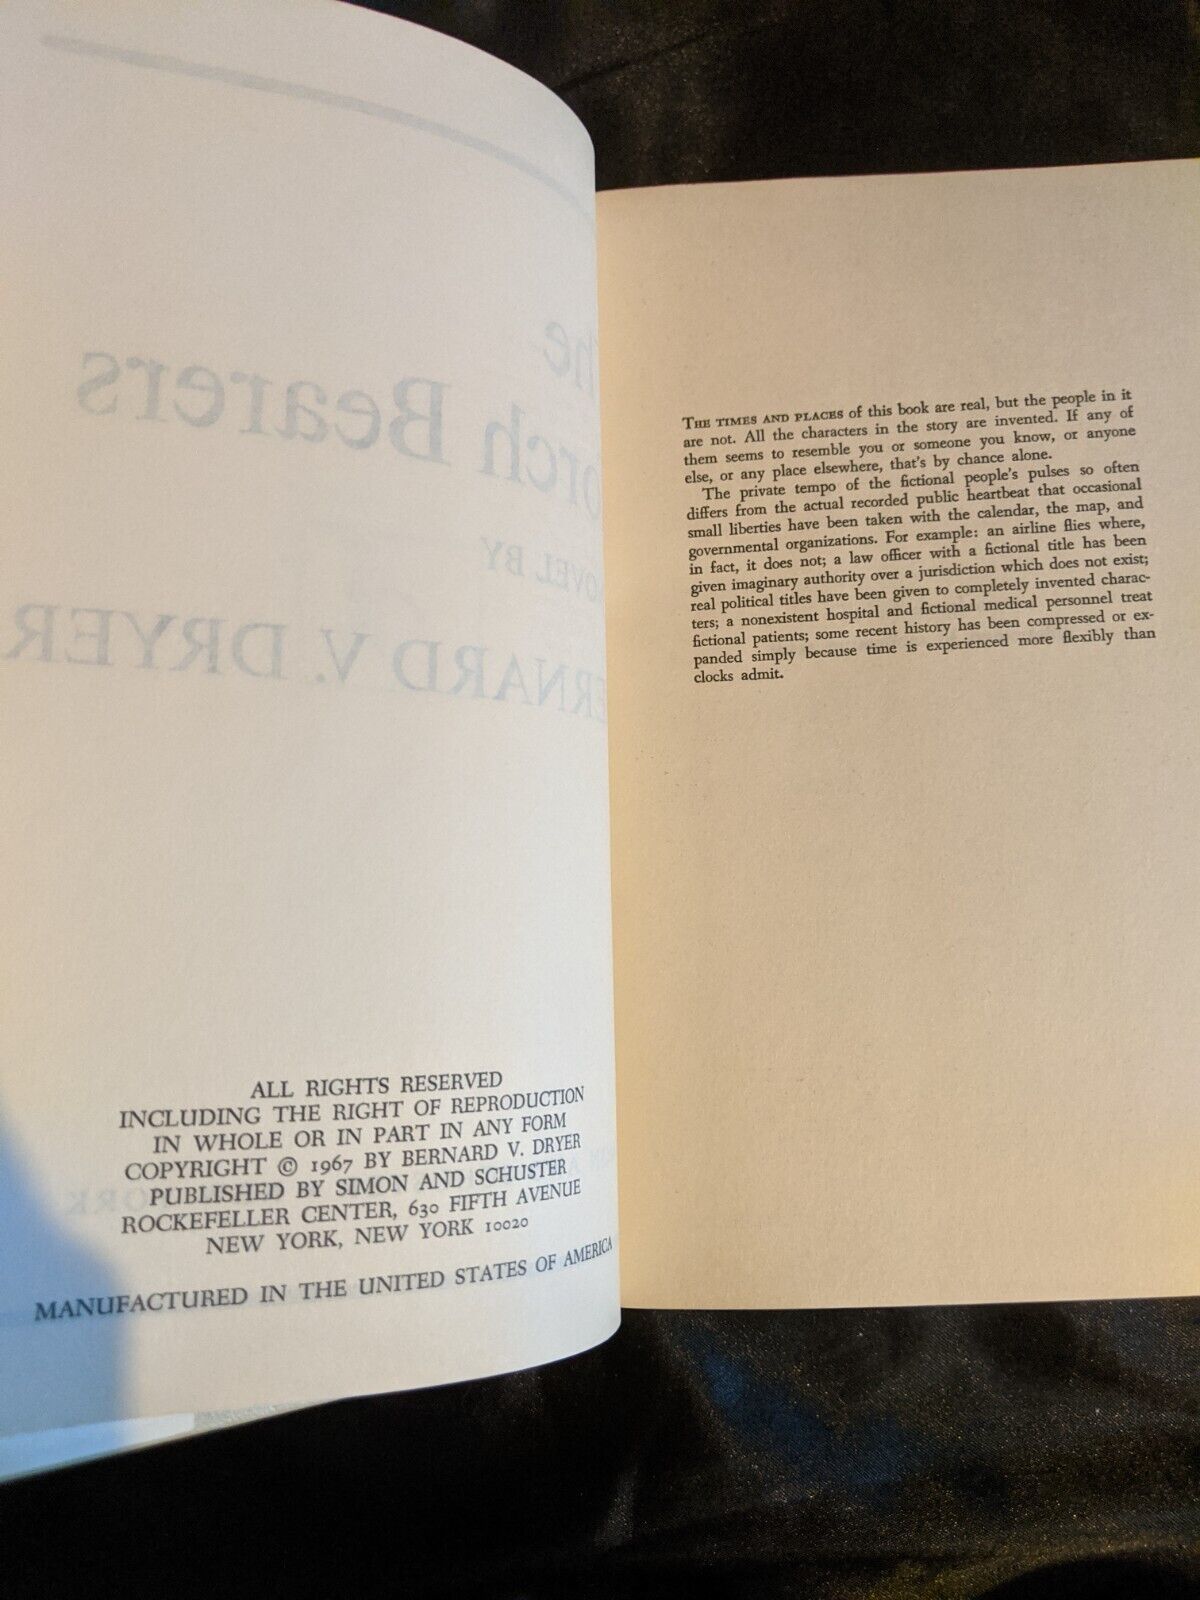 he
orch Bearers
OVEL BY
ERNARD V. DRYER
ORK
ALL RIGHTS RESERVED
INCLUDING THE RIGHT OF REPRODUCTION
IN WHOLE OR IN PART IN ANY FORM
COPYRIGHT © 1967 BY BERNARD V. DRYER
PUBLISHED BY SIMON AND SCHUSTER
ROCKEFELLER CENTER, 630 FIFTH AVENUE
NEW YORK, NEW YORK 10020
MANUFACTURED IN THE UNITED STATES OF AMERICA
THE TIMES AND PLACES of this book are real, but the people in it
are not. All the characters in the story are invented. If any of
them seems to resemble you or someone you know, or anyone
else, or any place elsewhere, that's by chance alone.
The private tempo of the fictional people's pulses so often
differs from the actual recorded public heartbeat that occasional
small liberties have been taken with the calendar, the map, and
governmental organizations. For example: an airline flies where,
in fact, it does not; a law officer with a fictional title has been
given imaginary authority over a jurisdiction which does not exist;
real political titles have been given to completely invented charac-
ters; a nonexistent hospital and fictional medical personnel treat
fictional patients; some recent history has been compressed or ex-
panded simply because time is experienced more flexibly than
clocks admit.